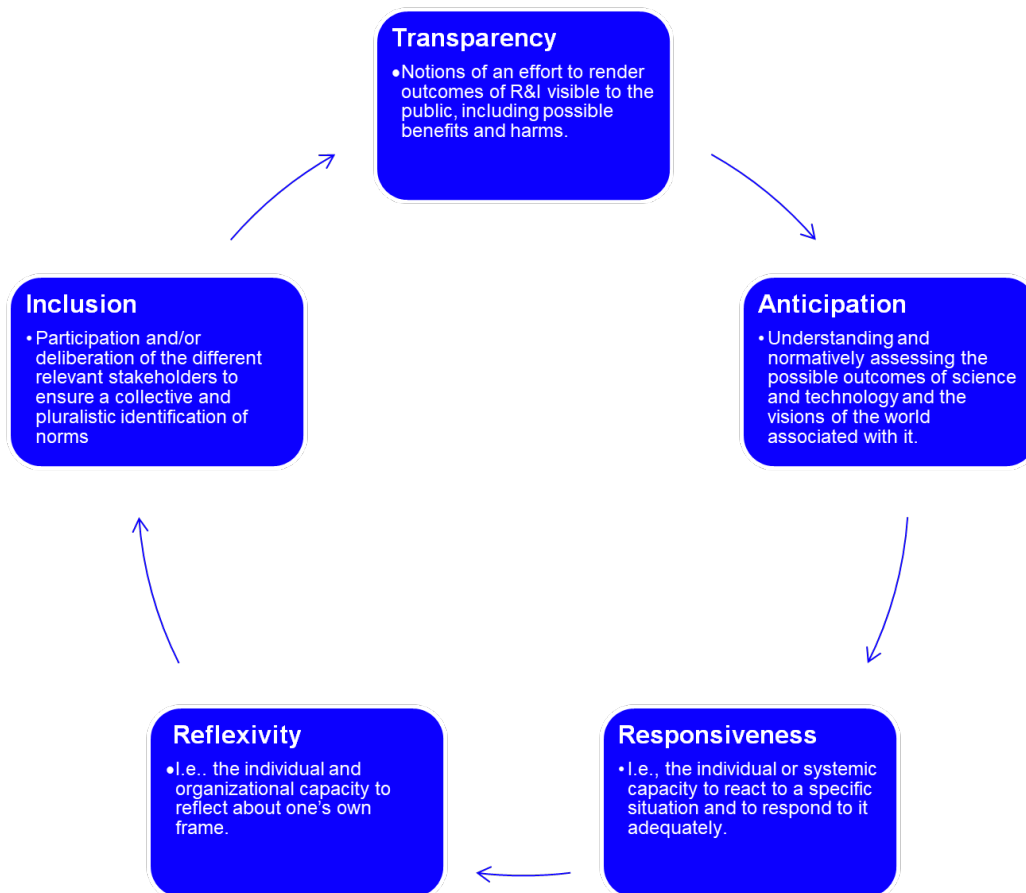 Transparency
•Notions of an effort to render
outcomes of R&I visible to the
public, including possible
benefits and harms.
Anticipation
•Understanding and
normatively assessing the
possible outcomes of science
and technology and the
visions of the world
associated with it.
Responsiveness
•I.e., the individual or systemic
capacity to react to a specific
situation and to respond to it
adequately.
Reflexivity
•I.e.. the individual and
organizational capacity to
reflect about one’s own
frame.
Inclusion
•Participation and/or
deliberation of the different
relevant stakeholders to
ensure a collective and
pluralistic identification of
norms